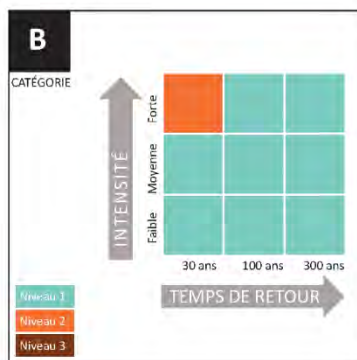 B
CATÉGORIE
INTENSITÉ
Forte
Moyenne
Faible
30 ans 100 ans 300 ans
TEMPS DE RETOUR
Niveau 1
Niveau 2
Niveau 3